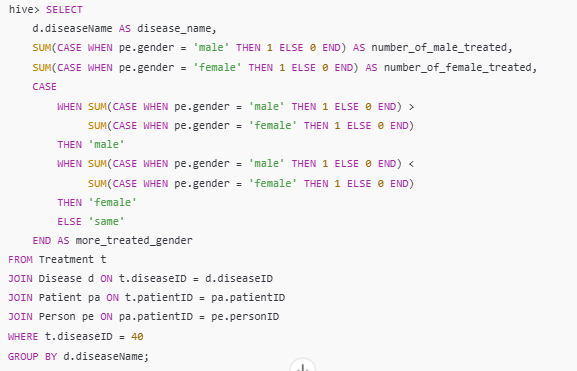 hive> SELECT
d.diseaseName AS disease_name,
SUM(CASE WHEN pe.gender = 'male' THEN 1 ELSE 0 END) AS number_of_male_treated,
SUM(CASE WHEN pe.gender = 'female' THEN 1 ELSE 0 END) AS number_of_female_treated,
CASE
WHEN SUM(CASE WHEN pe.gender = 'male' THEN 1 ELSE 0 END) >
SUM(CASE WHEN pe.gender = 'female' THEN 1 ELSE 0 END)
THEN 'male'
WHEN SUM(CASE WHEN pe.gender = 'male' THEN 1 ELSE 0 END) <
SUM(CASE WHEN pe.gender = 'female' THEN 1 ELSE 0 END)
THEN 'female'
ELSE 'same'
END AS more_treated_gender
FROM Treatment t
JOIN Disease d ON t.diseaseID = d.diseaseID
JOIN Patient pa ON t.patientID = pa.patientID
JOIN Person pe ON pa.patientID = pe.personID
WHERE t.diseaseID = 40
GROUP BY d.diseaseName;